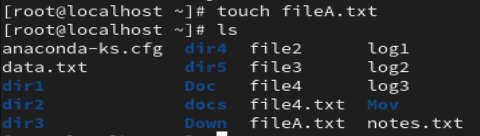 [root@localhost ~]# touch fileA.txt
[root@localhost ~]# ls
anaconda-ks.cfg dir4 file2 log1
data.txt dir5 file3 log2
dir1 Doc file4 log3
dir2 docs file4.txt Mov
dir3 Down fileA.txt notes.txt